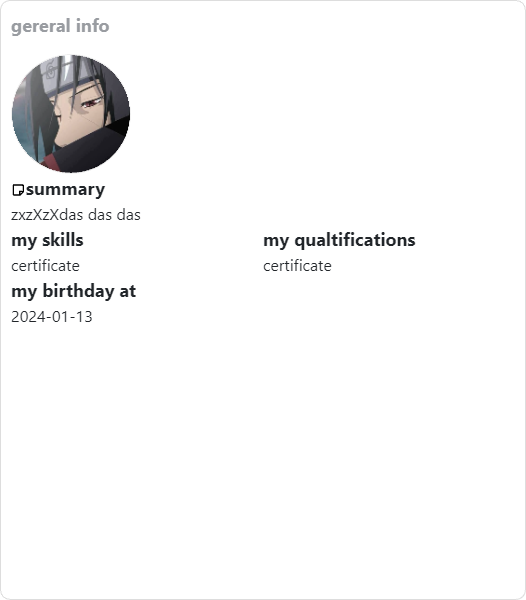 gereral info
summary
zxzXzXdas das das
my skills
my qualtifications
certificate
certificate
my birthday at
2024-01-13